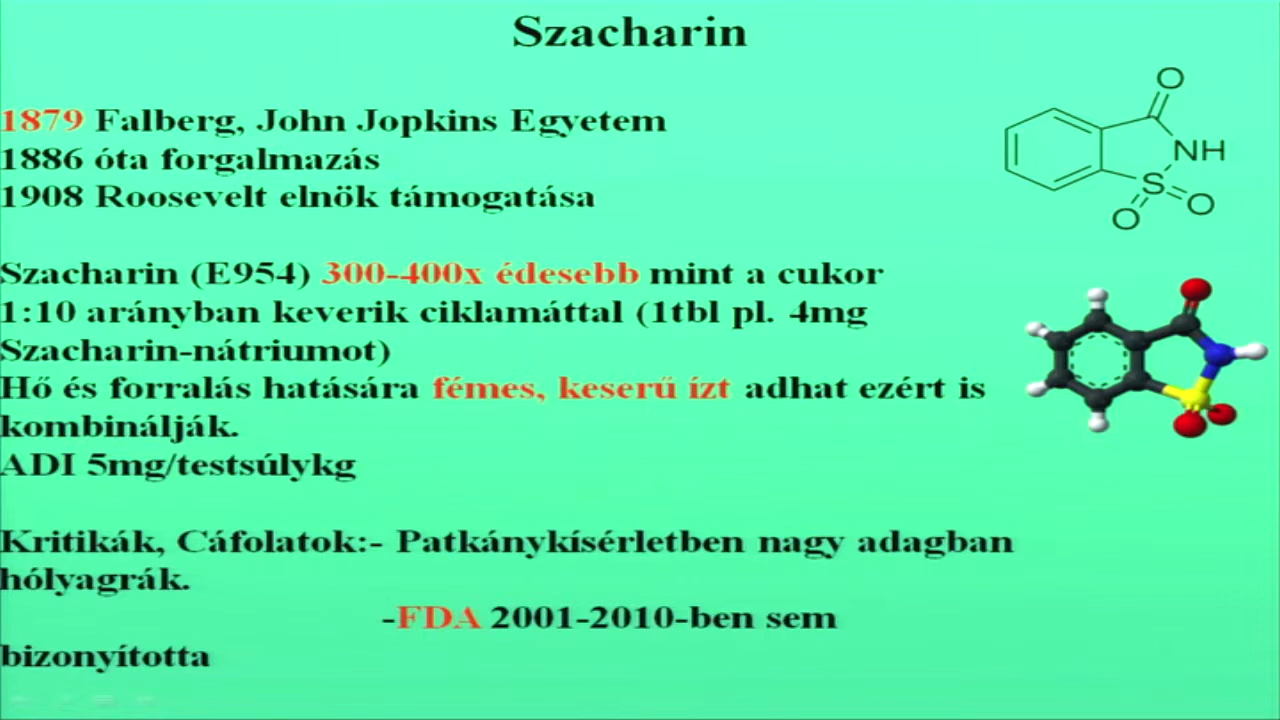 Szacharin
1879 Falberg, John Jopkins Egyetem
1886 óta forgalmazás
1908 Roosevelt elnök támogatása
Szacharin (E954) 300-400x édesebb mint a cukor
1:10 arányban keverik ciklamáttal (1tbl pl. 4mg
Szacharin-nátriumot)
Hő és forralás hatására fémes, keserű ízt adhat ezért is
kombinálják.
ADI 5mg/testsúlykg
Kritikák, Cáfolatok:- Patkánykísérletben nagy adagban
hólyagrák.
-FDA 2001-2010-ben sem
bizonyította
O
NH
S
O
O